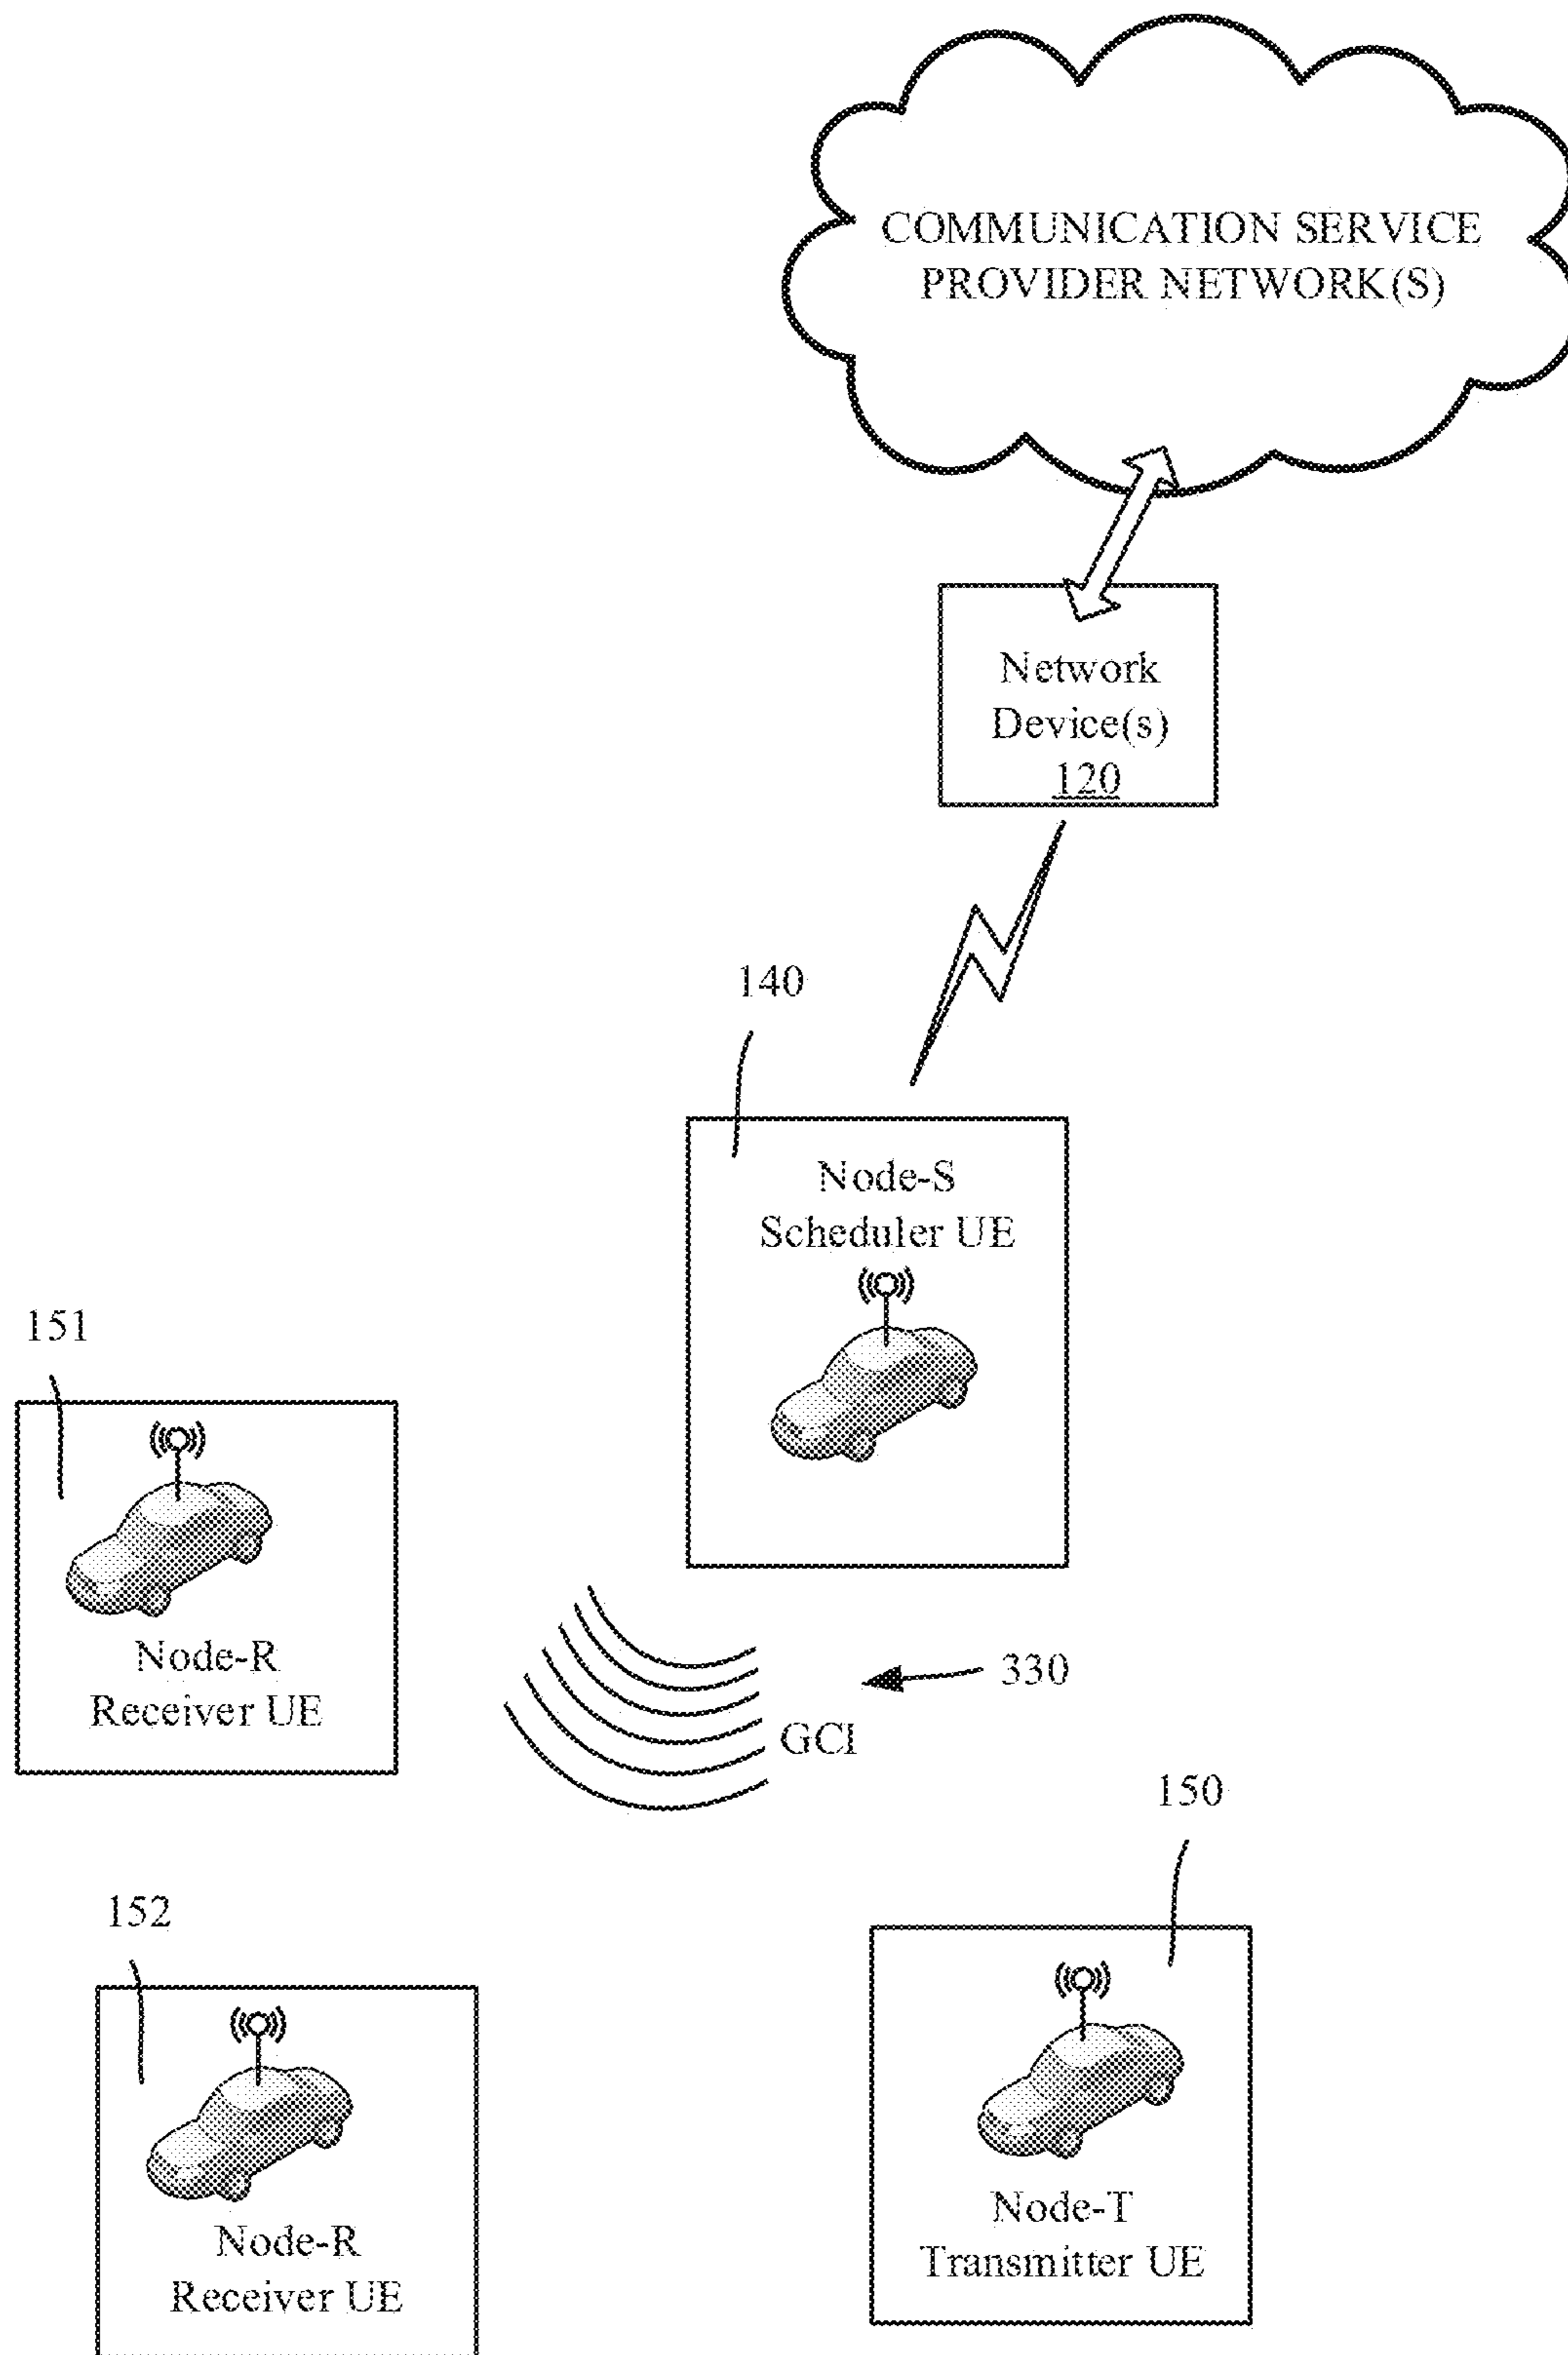 COMMUNICATION SERVICE
PROVIDER NETWORK(S)
Network
Device(s)
120
140
Node-S
Scheduler UE
151
Node-R
Receiver UE
330
GCI
150
152
Node-R
Receiver UE
Node-T
Transmitter UE